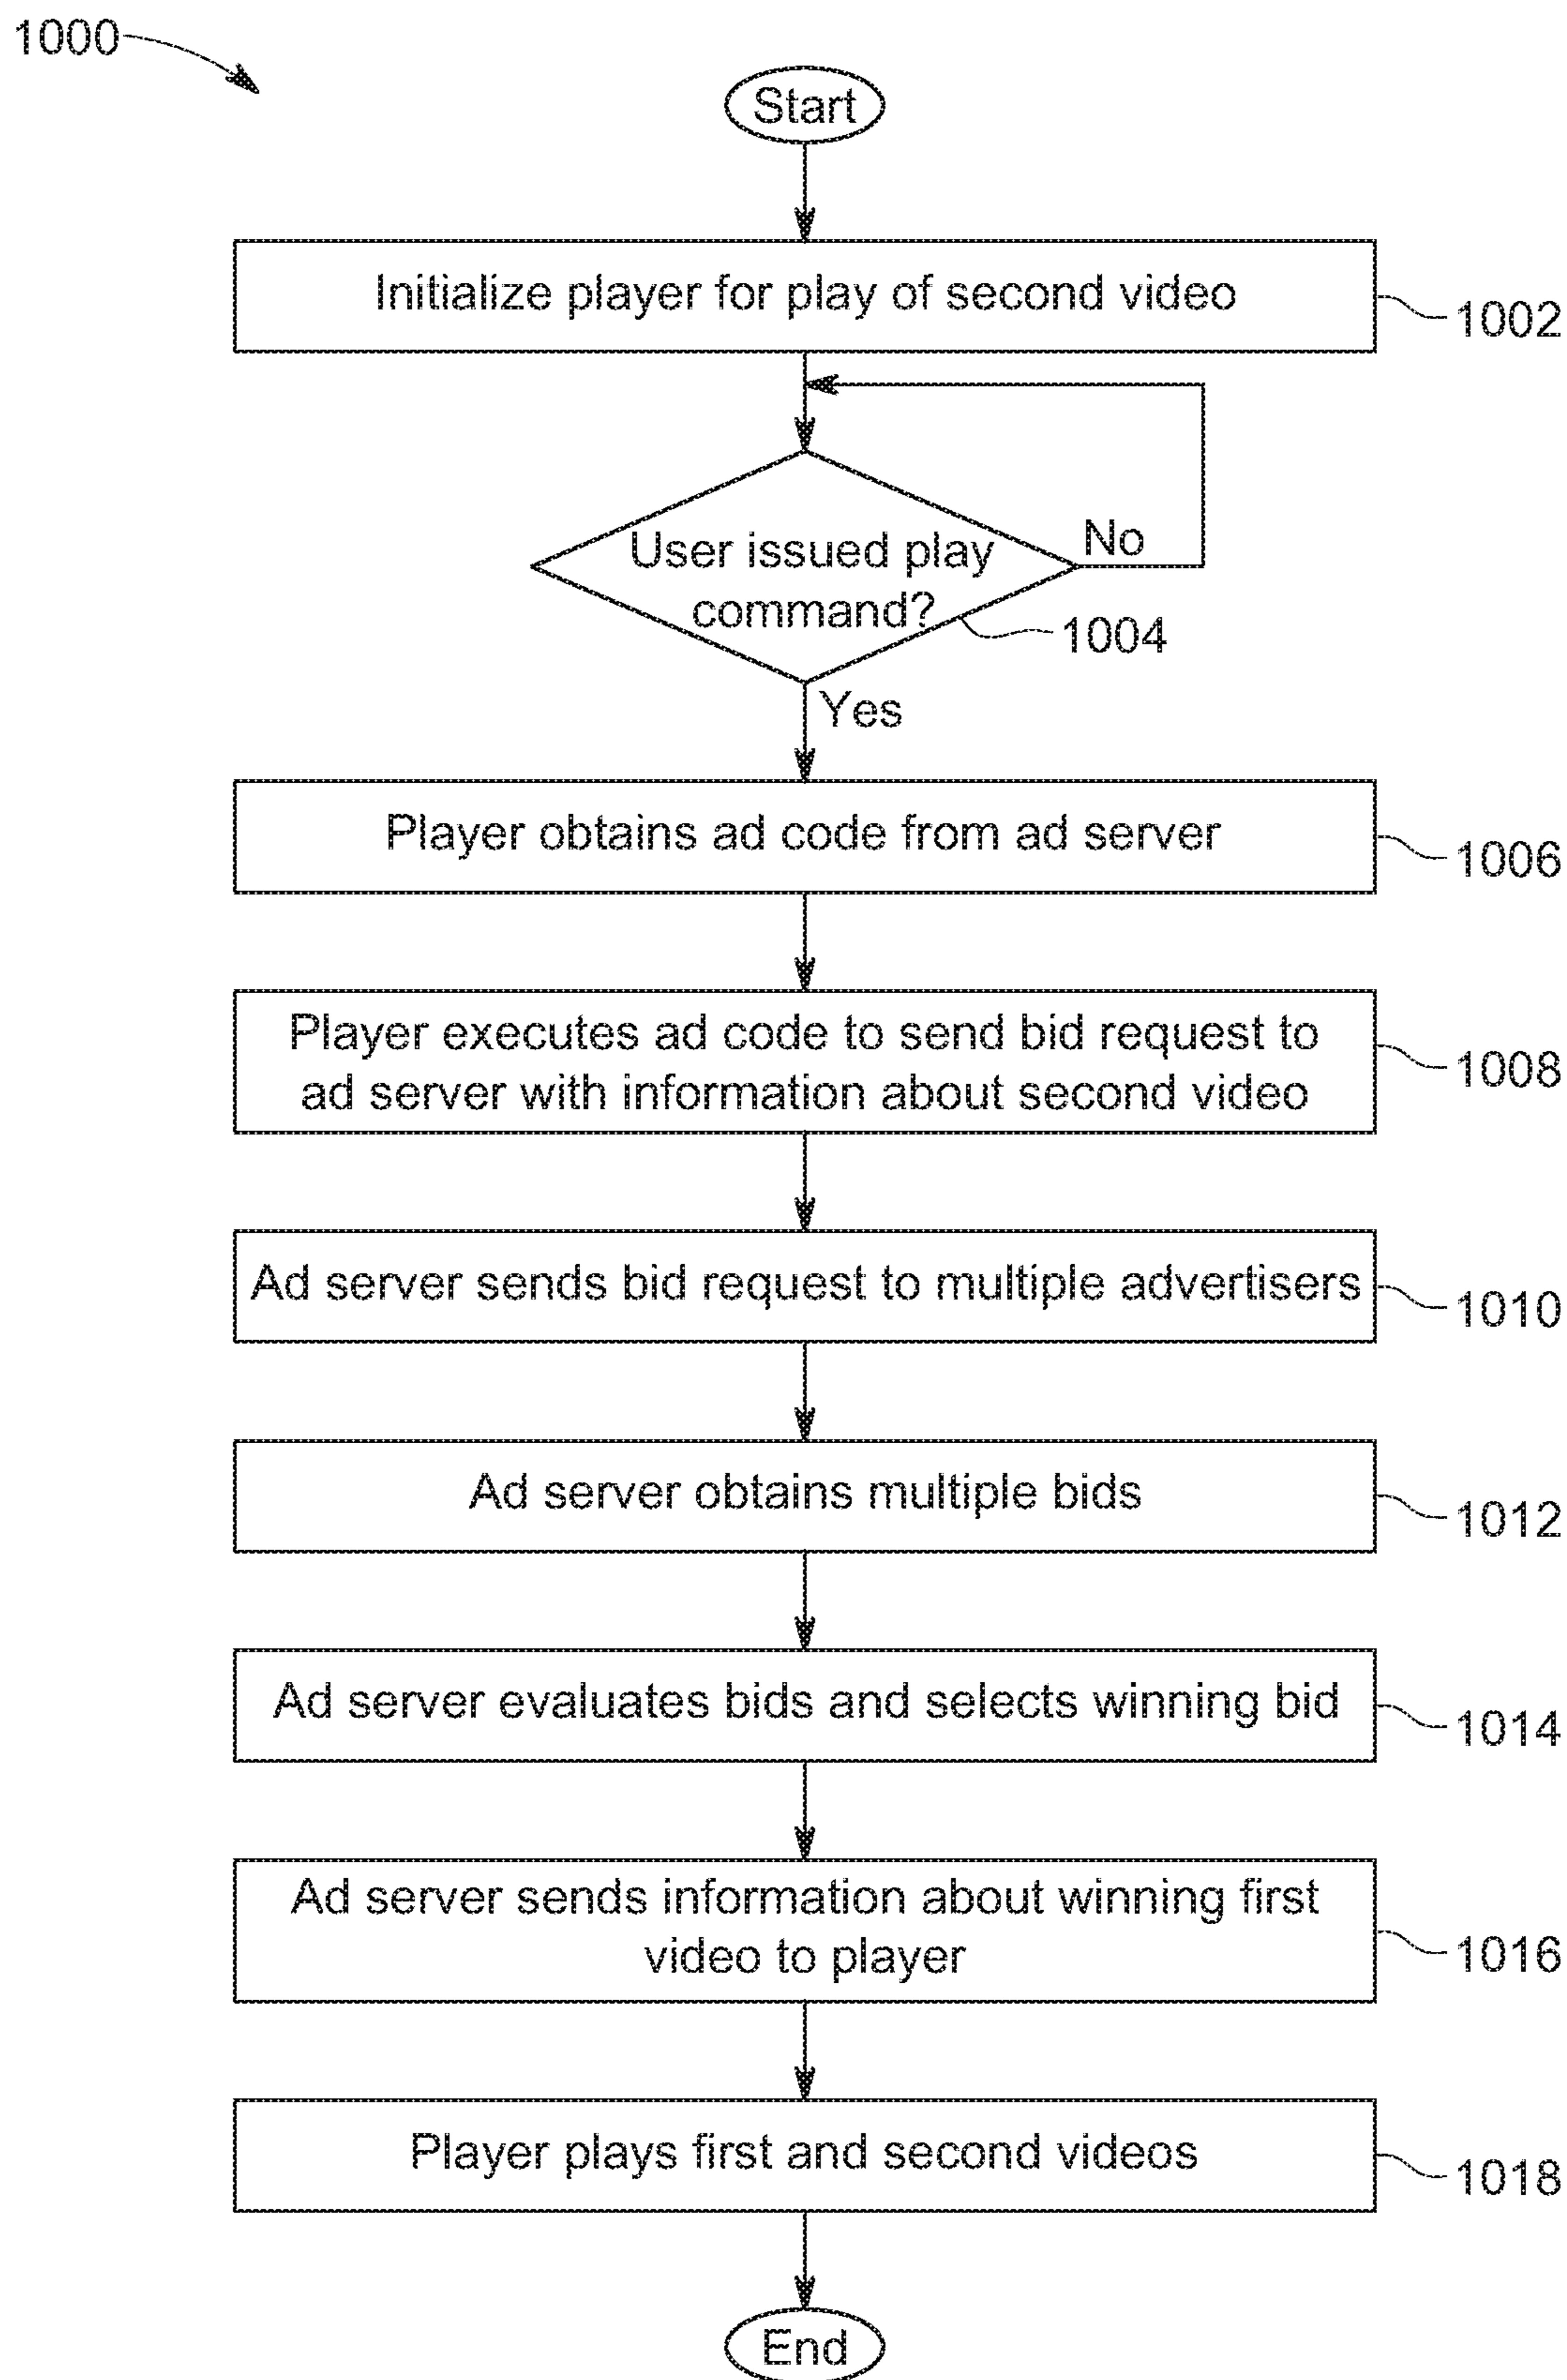 1000
Start
Initialize player for play of second video
1002
User issued play
command?
No
1004
Yes
Player obtains ad code from ad server
1006
Player executes ad code to send bid request to
ad server with information about second video
1008
Ad server sends bid request to multiple advertisers
1010
Ad server obtains multiple bids
1012
Ad server evaluates bids and selects winning bid
1014
Ad server sends information about winning first
video to player
1016
Player plays first and second videos
1018
End